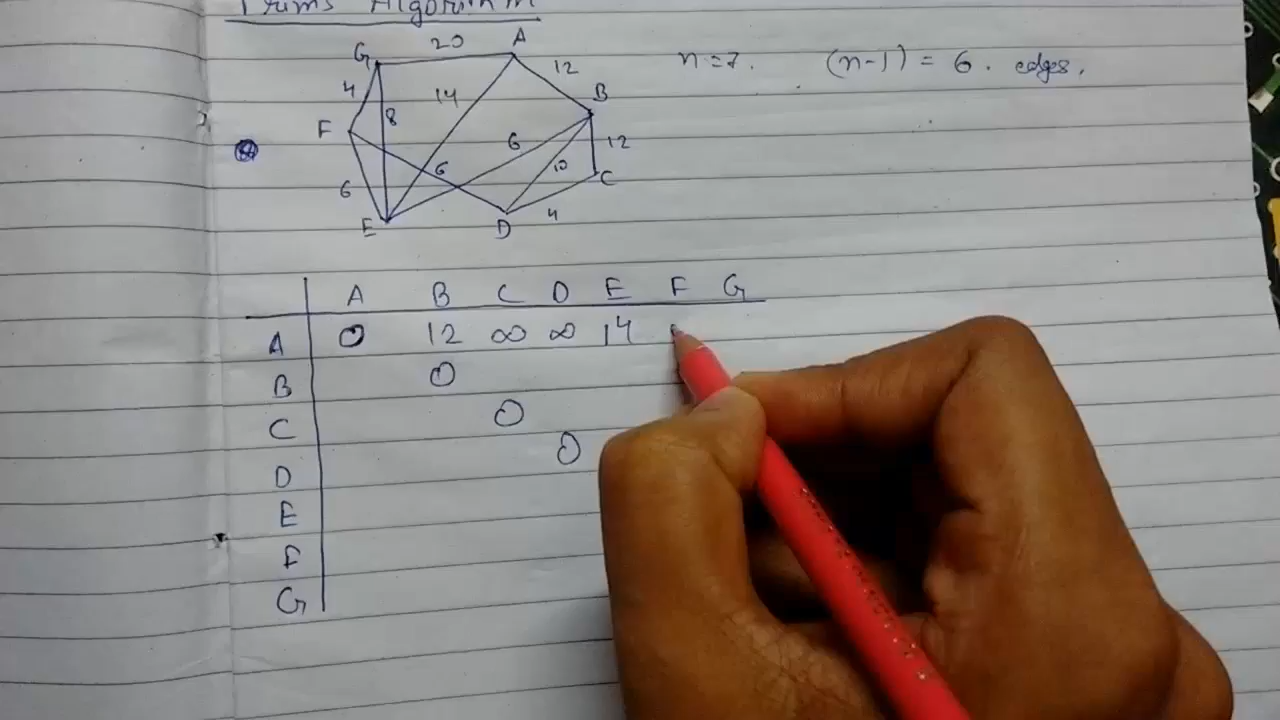 Prims Algorithm
G 20 A
n=7. (n-1) = 6. edges.
12
4 14 B
8
F 6 12
6 10 C
6
E D 4
A B C D E F G
A 0 12 ∞ ∞ 14
B 0
C 0
D 0
E
F
G